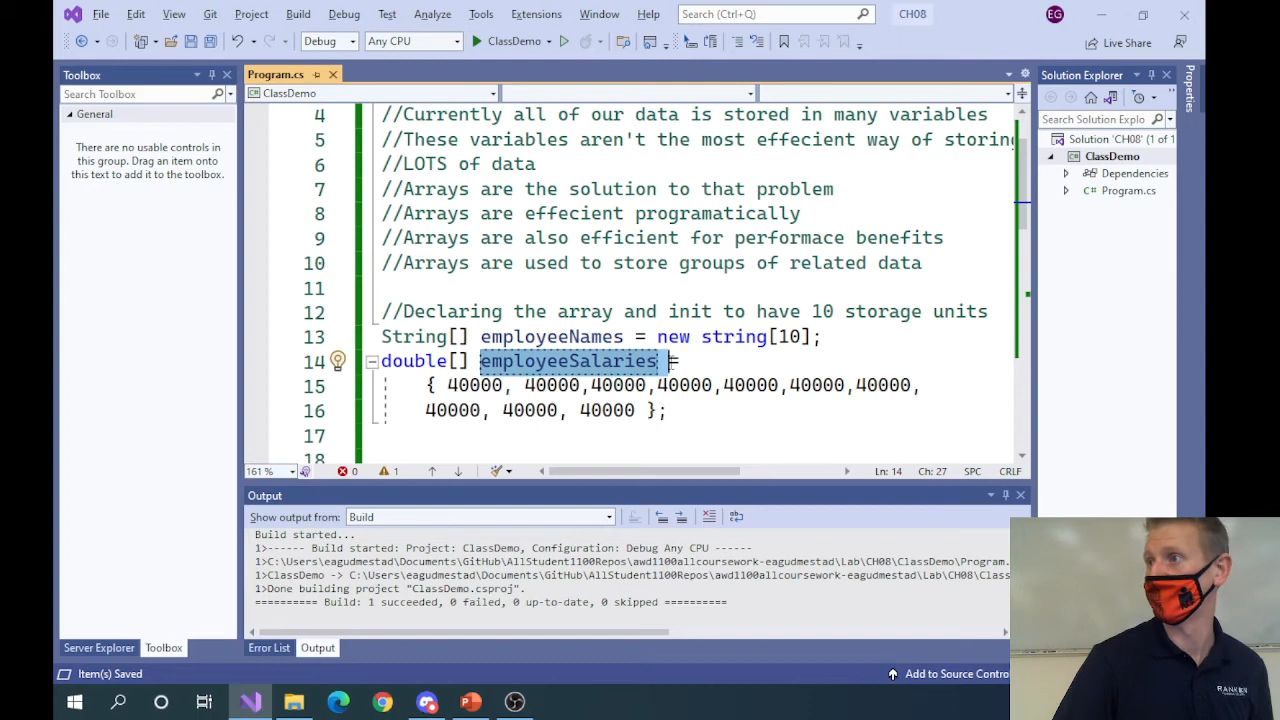 File Edit View Git Project Build Debug Test Analyze Tools Extensions Window Help Search (Ctrl+Q) CH08 EG
Debug Any CPU ClassDemo Live Share
Toolbox
Search Toolbox
General
There are no usable controls in
this group. Drag an item onto
this text to add it to the toolbox.
Server Explorer Toolbox
Program.cs
ClassDemo
4 //Currently all of our data is stored in many variables
5 //These variables aren't the most effecient way of storing
6 //LOTS of data
7 //Arrays are the solution to that problem
8 //Arrays are effecient programatically
9 //Arrays are also efficient for performace benefits
10 //Arrays are used to store groups of related data
11
12 //Declaring the array and init to have 10 storage units
13 String[] employeeNames = new string[10];
14 double[] employeeSalaries =
15 { 40000, 40000,40000,40000,40000,40000,40000,
16 40000, 40000, 40000 };
17
18
161 % 0 1 Ln: 14 Ch: 27 SPC CRLF
Output
Show output from: Build
Build started...
1>------ Build started: Project: ClassDemo, Configuration: Debug Any CPU ------
1>C:\Users\eagudmestad\Documents\GitHub\AllStudent1100Repos\awd1100allcoursework-eagudmestad\Lab\CH08\ClassDemo\Program.
1>ClassDemo -> C:\Users\eagudmestad\Documents\GitHub\AllStudent1100Repos\awd1100allcoursework-eagudmestad\Lab\CH08\Class
1>Done building project "ClassDemo.csproj".
========== Build: 1 succeeded, 0 failed, 0 up-to-date, 0 skipped ==========
Error List Output
Solution Explorer
Search Solution Explo
Solution 'CH08' (1 of 1
ClassDemo
Dependencies
Program.cs
Properties
Item(s) Saved Add to Source Contro
RANKEN